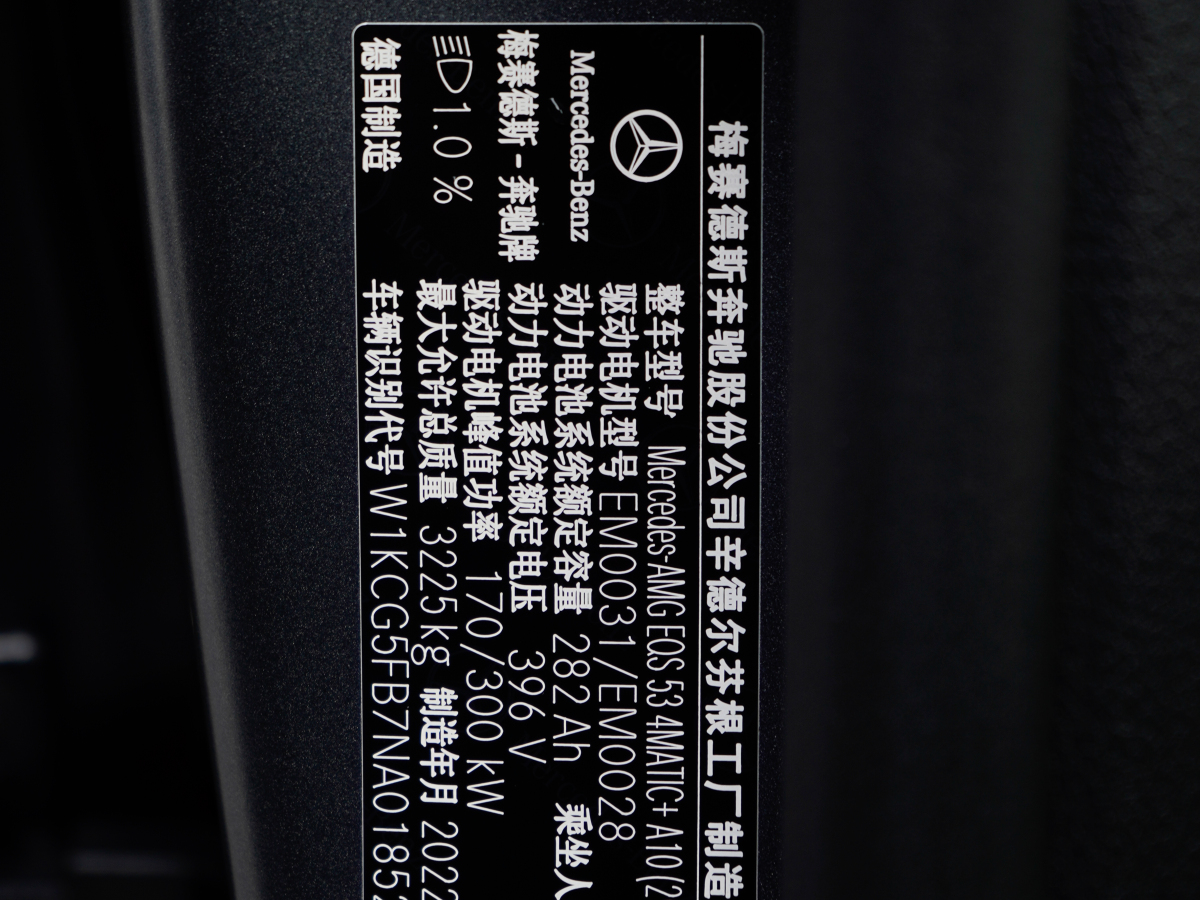 梅赛德斯奔驰股份公司辛德尔芬根工厂制造
Mercedes-Benz
梅赛德斯-奔驰牌
1.0 %
德国制造
整车型号 Mercedes-AMG EQS 53 4MATIC+ A10 (2
驱动电机型号 EM0031/EM0028
动力电池系统额定容量 282 Ah 乘坐人
动力电池系统额定电压 396 V
驱动电机峰值功率 170/300 kW
最大允许总质量 3225kg 制造年月 2022
车辆识别代号 W1KCG5FB7NA01852